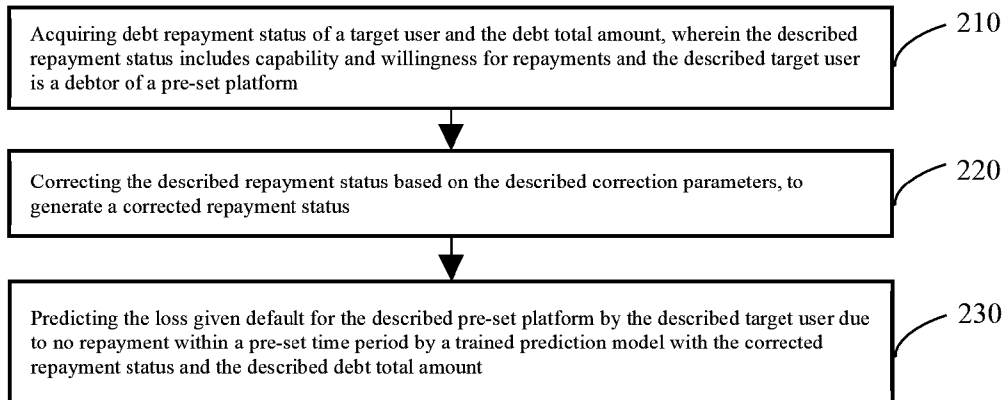 Acquiring debt repayment status of a target user and the debt total amount, wherein the described
repayment status includes capability and willingness for repayments and the described target user
is a debtor of a pre-set platform
210
Correcting the described repayment status based on the described correction parameters, to
generate a corrected repayment status
220
Predicting the loss given default for the described pre-set platform by the described target user due
to no repayment within a pre-set time period by a trained prediction model with the corrected
repayment status and the described debt total amount
230